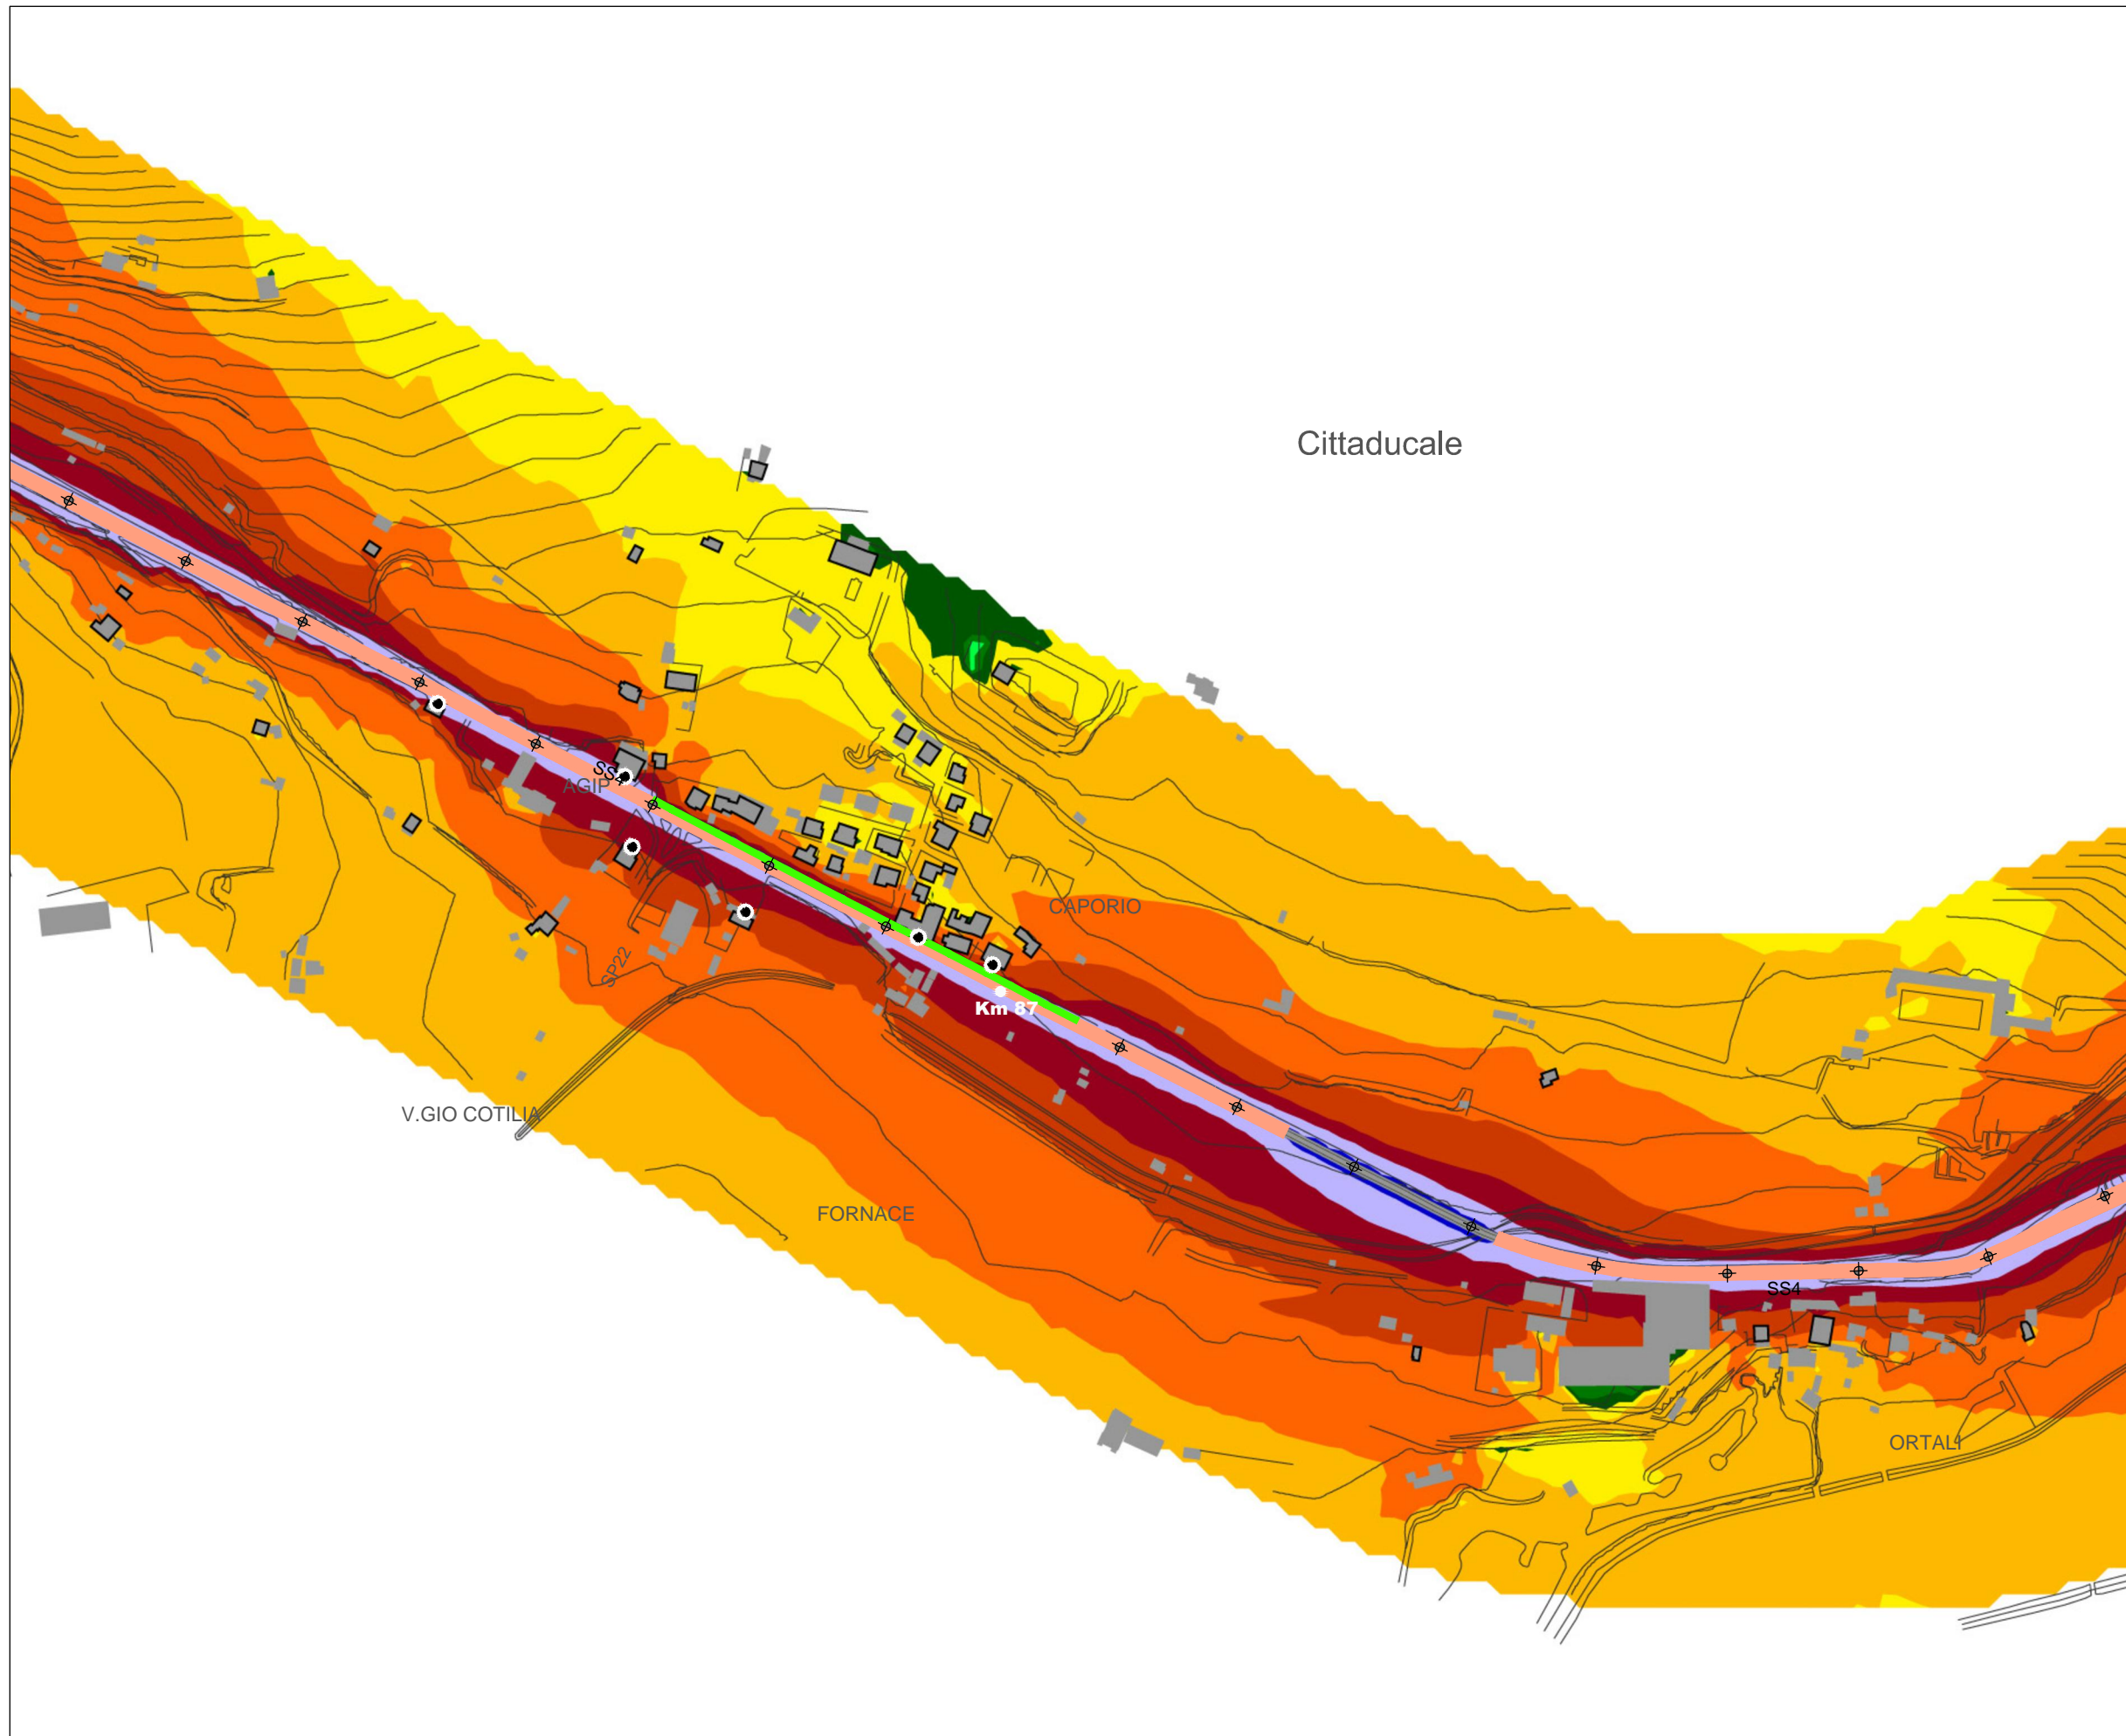 Cittaducale
SS4
AGIP
CAPORIO
SP22
Km 87
V.GIO COTILIA
FORNACE
SS4
ORTALI